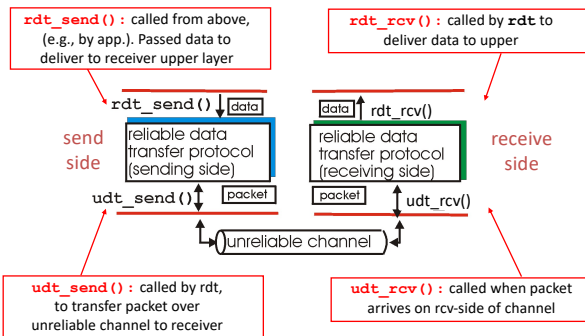 rdt_send(): called from above,
(e.g., by app.). Passed data to
deliver to receiver upper layer
rdt_rcv(): called by rdt to
deliver data to upper
rdt_send()
data
data
rdt_rcv()
send
side
reliable data
transfer protocol
(sending side)
reliable data
transfer protocol
(receiving side)
receive
side
udt_send()
packet
packet
udt_rcv()
unreliable channel
udt_send(): called by rdt,
to transfer packet over
unreliable channel to receiver
udt_rcv(): called when packet
arrives on rcv-side of channel